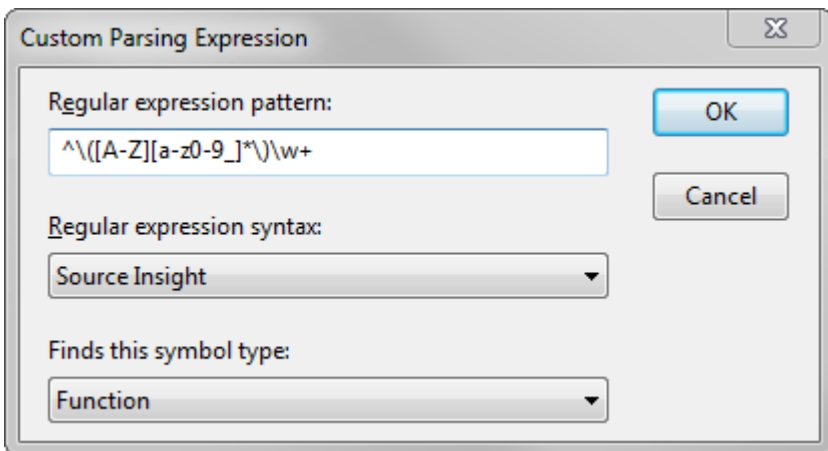 Custom Parsing Expression
Regular expression pattern:
OK
^\([A-Z][a-z0-9_]*\)\w+
Cancel
Regular expression syntax:
Source Insight
Finds this symbol type:
Function